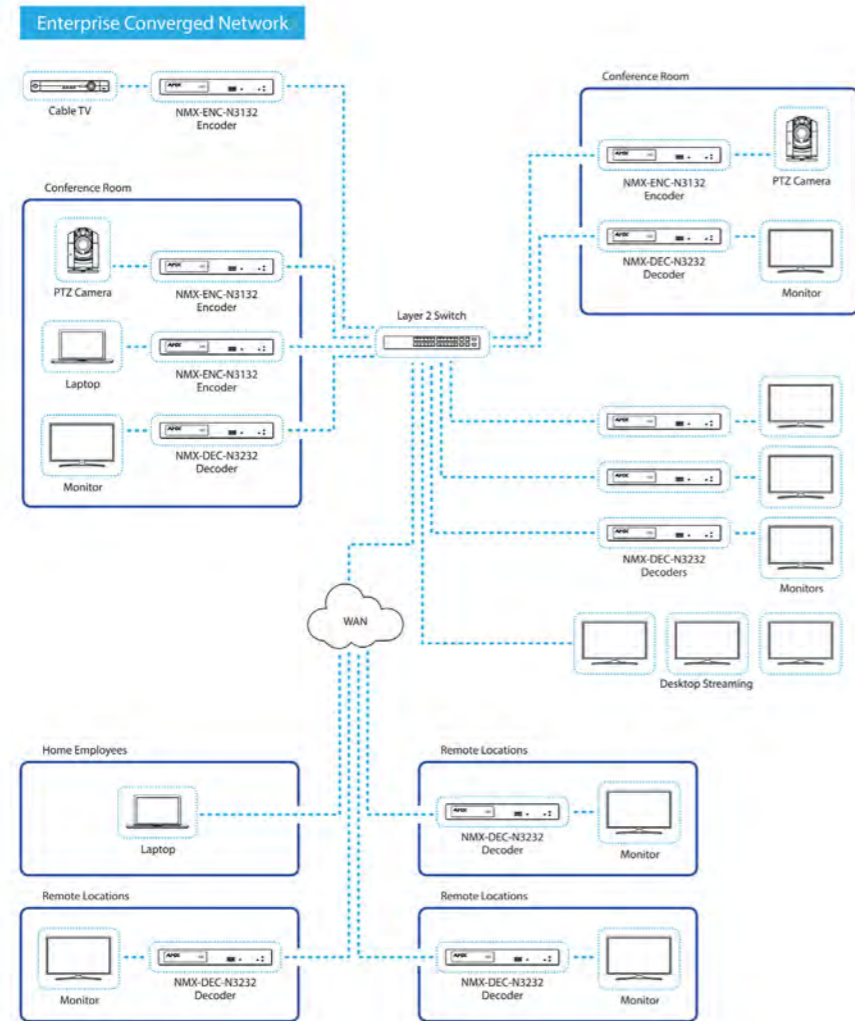 Enterprise Converged Network
Cable TV
NMX-ENC-N3132
Encoder
Conference Room
PTZ Camera
NMX-ENC-N3132
Encoder
Laptop
NMX-ENC-N3132
Encoder
Monitor
NMX-DEC-N3232
Decoder
Layer 2 Switch
Conference Room
NMX-ENC-N3132
Encoder
PTZ Camera
NMX-DEC-N3232
Decoder
Monitor
NMX-DEC-N3232
Decoders
Monitors
Desktop Streaming
WAN
Home Employees
Laptop
Remote Locations
NMX-DEC-N3232
Decoder
Monitor
Remote Locations
Monitor
NMX-DEC-N3232
Decoder
Remote Locations
NMX-DEC-N3232
Decoder
Monitor